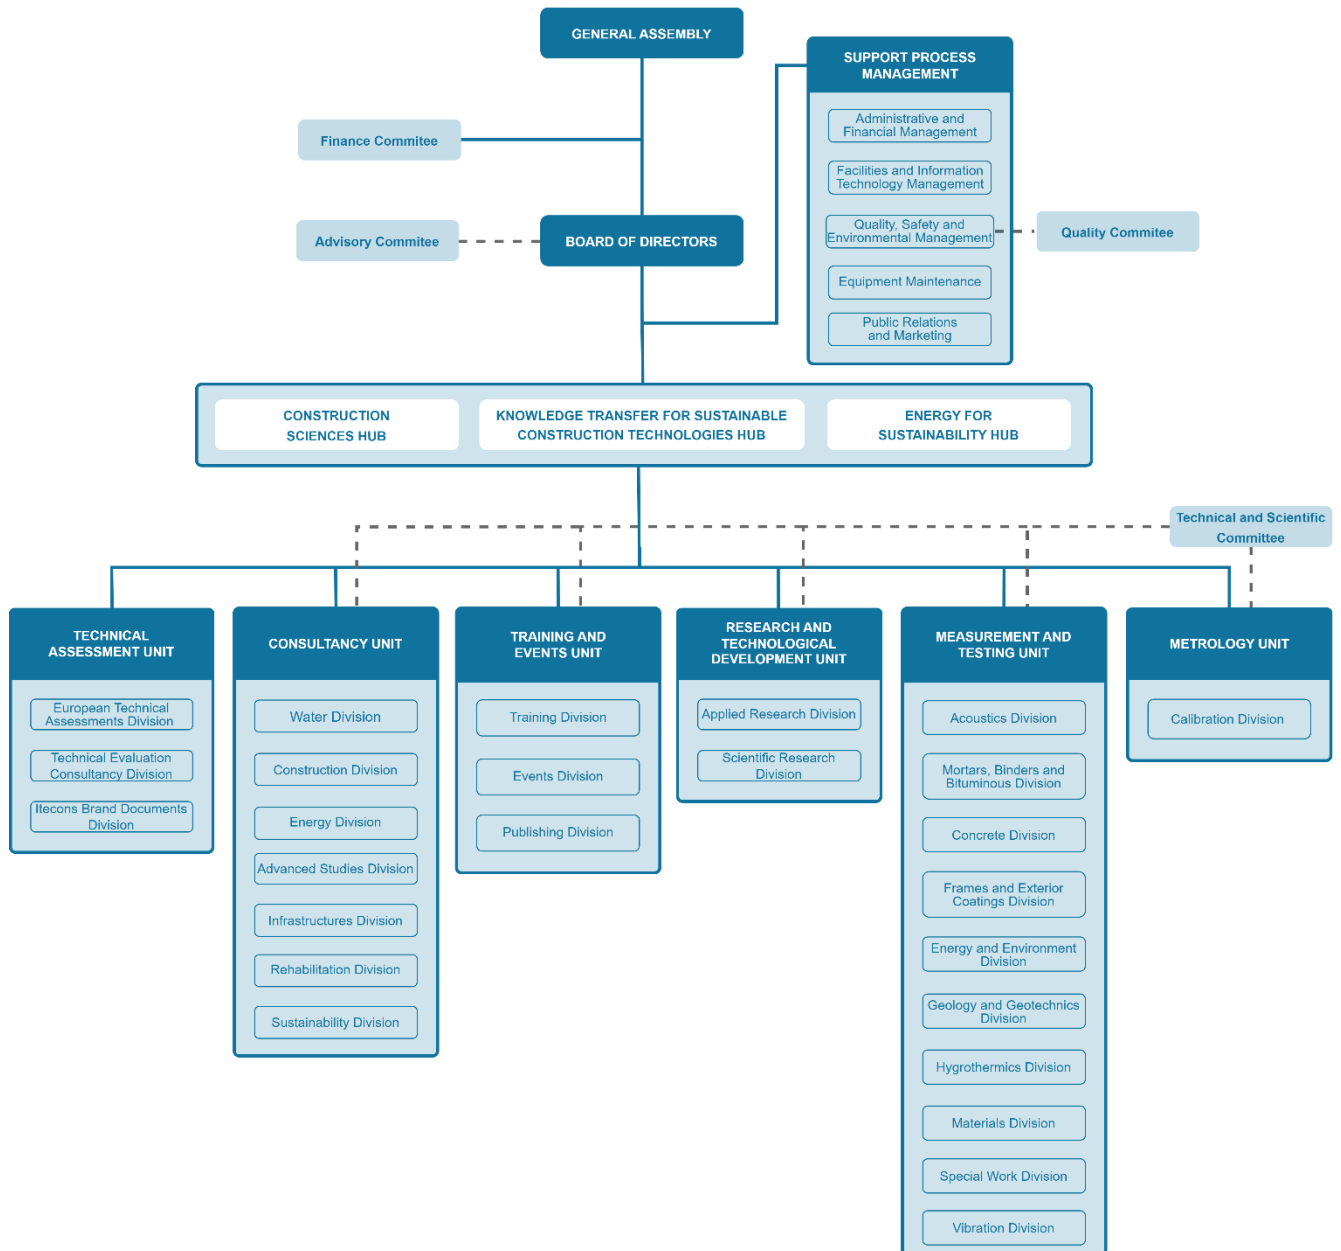 GENERAL ASSEMBLY
SUPPORT PROCESS
MANAGEMENT
Administrative and
Financial Management
Facilities and Information
Technology Management
Quality, Safety and
Environmental Management
Equipment Maintenance
Public Relations
and Marketing
Finance Commitee
Advisory Commitee
BOARD OF DIRECTORS
Quality Commitee
CONSTRUCTION
SCIENCES HUB
KNOWLEDGE TRANSFER FOR SUSTAINABLE
CONSTRUCTION TECHNOLOGIES HUB
ENERGY FOR
SUSTAINABILITY HUB
Technical and Scientific
Committee
TECHNICAL
ASSESSMENT UNIT
European Technical
Assessments Division
Technical Evaluation
Consultancy Division
Itecons Brand Documents
Division
CONSULTANCY UNIT
Water Division
Construction Division
Energy Division
Advanced Studies Division
Infrastructures Division
Rehabilitation Division
Sustainability Division
TRAINING AND
EVENTS UNIT
Training Division
Events Division
Publishing Division
RESEARCH AND
TECHNOLOGICAL
DEVELOPMENT UNIT
Applied Research Division
Scientific Research
Division
MEASUREMENT AND
TESTING UNIT
Acoustics Division
Mortars, Binders and
Bituminous Division
Concrete Division
Frames and Exterior
Coatings Division
Energy and Environment
Division
Geology and Geotechnics
Division
Hygrothermics Division
Materials Division
Special Work Division
Vibration Division
METROLOGY UNIT
Calibration Division